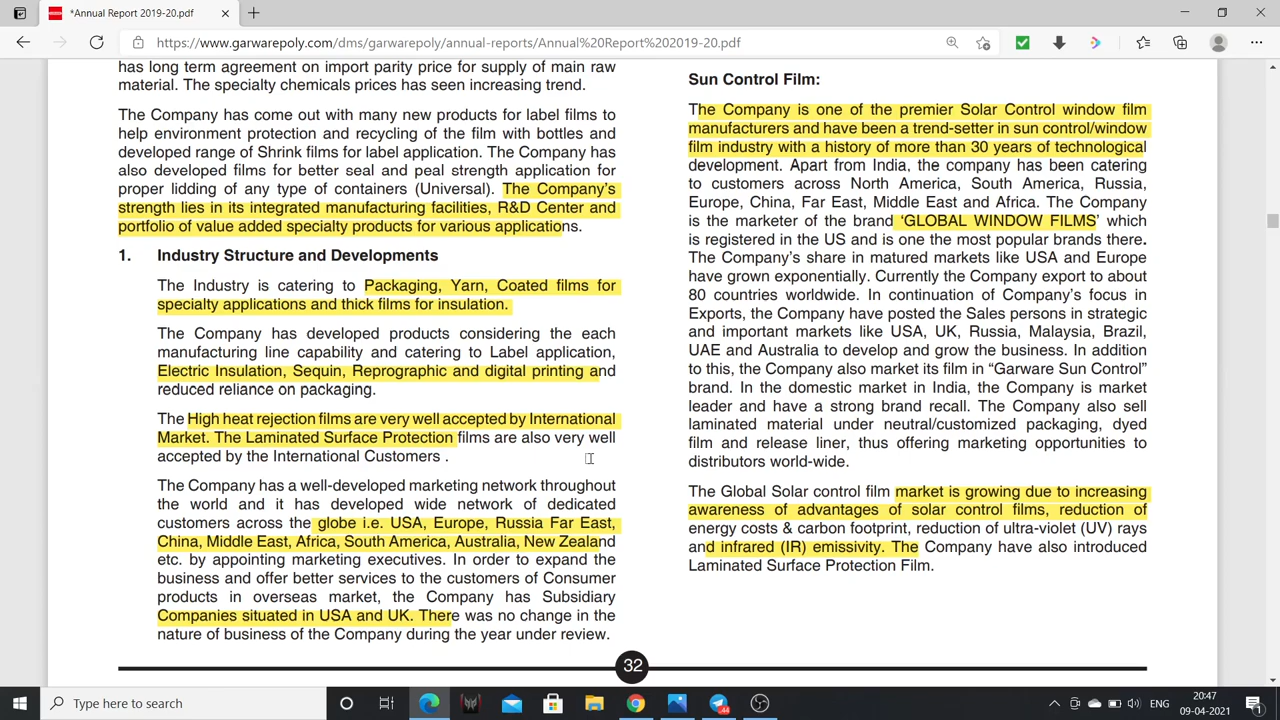 *Annual Report 2019-20.pdf
https://www.garwarepoly.com/dms/garwarepoly/annual-reports/Annual%20Report%202019-20.pdf
has long term agreement on import parity price for supply of main raw
material. The specialty chemicals prices has seen increasing trend.
The Company has come out with many new products for label films to
help environment protection and recycling of the film with bottles and
developed range of Shrink films for label application. The Company has
also developed films for better seal and peal strength application for
proper lidding of any type of containers (Universal). The Company's
strength lies in its integrated manufacturing facilities, R&D Center and
portfolio of value added specialty products for various applications.
1. Industry Structure and Developments
The Industry is catering to Packaging, Yarn, Coated films for
specialty applications and thick films for insulation.
The Company has developed products considering the each
manufacturing line capability and catering to Label application,
Electric Insulation, Sequin, Reprographic and digital printing and
reduced reliance on packaging.
The High heat rejection films are very well accepted by International
Market. The Laminated Surface Protection films are also very well
accepted by the International Customers .
The Company has a well-developed marketing network throughout
the world and it has developed wide network of dedicated
customers across the globe i.e. USA, Europe, Russia Far East,
China, Middle East, Africa, South America, Australia, New Zealand
etc. by appointing marketing executives. In order to expand the
business and offer better services to the customers of Consumer
products in overseas market, the Company has Subsidiary
Companies situated in USA and UK. There was no change in the
nature of business of the Company during the year under review.
Sun Control Film:
The Company is one of the premier Solar Control window film
manufacturers and have been a trend-setter in sun control/window
film industry with a history of more than 30 years of technological
development. Apart from India, the company has been catering
to customers across North America, South America, Russia,
Europe, China, Far East, Middle East and Africa. The Company
is the marketer of the brand 'GLOBAL WINDOW FILMS' which
is registered in the US and is one the most popular brands there.
The Company's share in matured markets like USA and Europe
have grown exponentially. Currently the Company export to about
80 countries worldwide. In continuation of Company's focus in
Exports, the Company have posted the Sales persons in strategic
and important markets like USA, UK, Russia, Malaysia, Brazil,
UAE and Australia to develop and grow the business. In addition
to this, the Company also market its film in "Garware Sun Control"
brand. In the domestic market in India, the Company is market
leader and have a strong brand recall. The Company also sell
laminated material under neutral/customized packaging, dyed
film and release liner, thus offering marketing opportunities to
distributors world-wide.
The Global Solar control film market is growing due to increasing
awareness of advantages of solar control films, reduction of
energy costs & carbon footprint, reduction of ultra-violet (UV) rays
and infrared (IR) emissivity. The Company have also introduced
Laminated Surface Protection Film.
32
Type here to search
44
ENG
20:47
09-04-2021
1